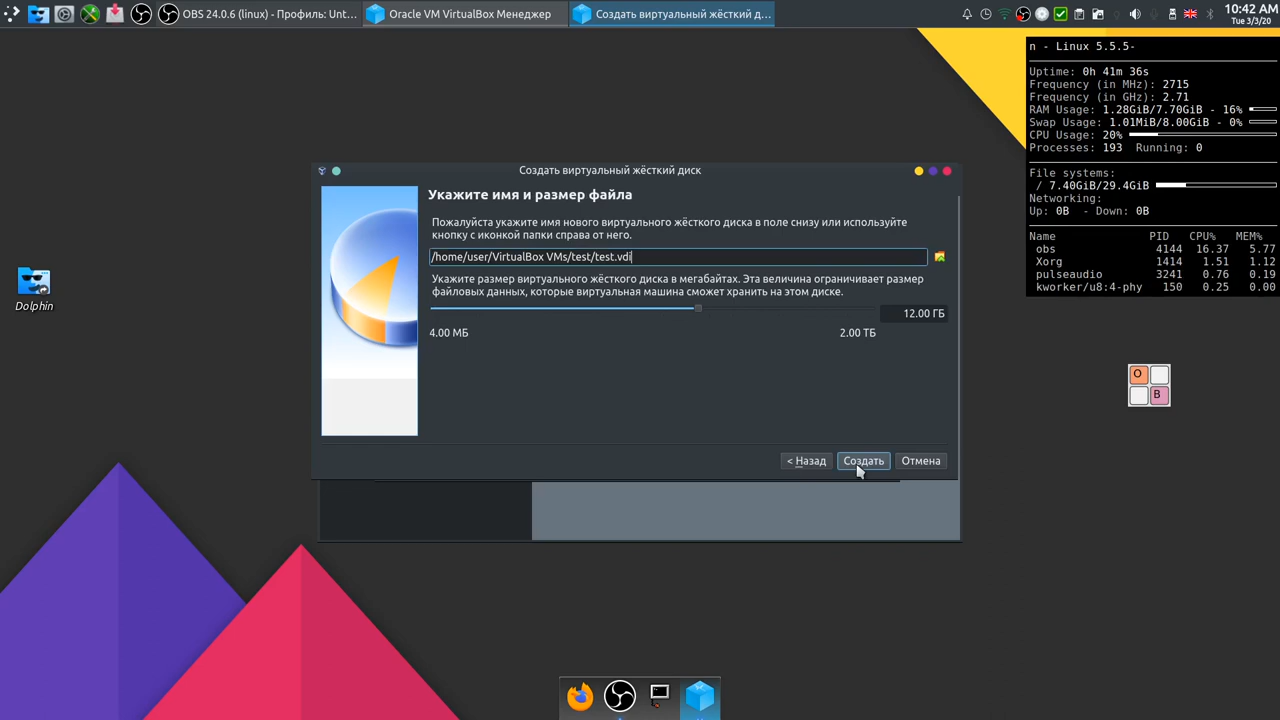 OBS 24.0.6 (linux) - Профиль: Unt...
Oracle VM VirtualBox Менеджер
Создать виртуальный жёсткий д...
10:42 AM
Tue 3/3/20
n - Linux 5.5.5-
Uptime: 0h 41m 36s
Frequency (in MHz): 2715
Frequency (in GHz): 2.71
RAM Usage: 1.28GiB/7.70GiB - 16%
Swap Usage: 1.01MiB/8.00GiB - 0%
CPU Usage: 20%
Processes: 193 Running: 0
File systems:
/ 7.40GiB/29.4GiB
Networking:
Up: 0B - Down: 0B
Name PID CPU% MEM%
obs 4144 16.37 5.77
Xorg 1414 1.51 1.12
pulseaudio 3241 0.76 0.19
kworker/u8:4-phy 150 0.25 0.00
Создать виртуальный жёсткий диск
Укажите имя и размер файла
Пожалуйста укажите имя нового виртуального жёсткого диска в поле снизу или используйте
кнопку с иконкой папки справа от него.
/home/user/VirtualBox VMs/test/test.vdi
Укажите размер виртуального жёсткого диска в мегабайтах. Эта величина ограничивает размер
файловых данных, которые виртуальная машина сможет хранить на этом диске.
12.00 ГБ
4.00 МБ
2.00 ТБ
< Назад
Создать
Отмена
Dolphin
O
B